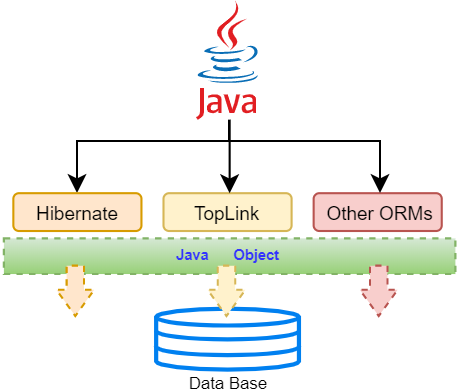 Java
Hibernate
TopLink
Other ORMs
Java Object
Data Base